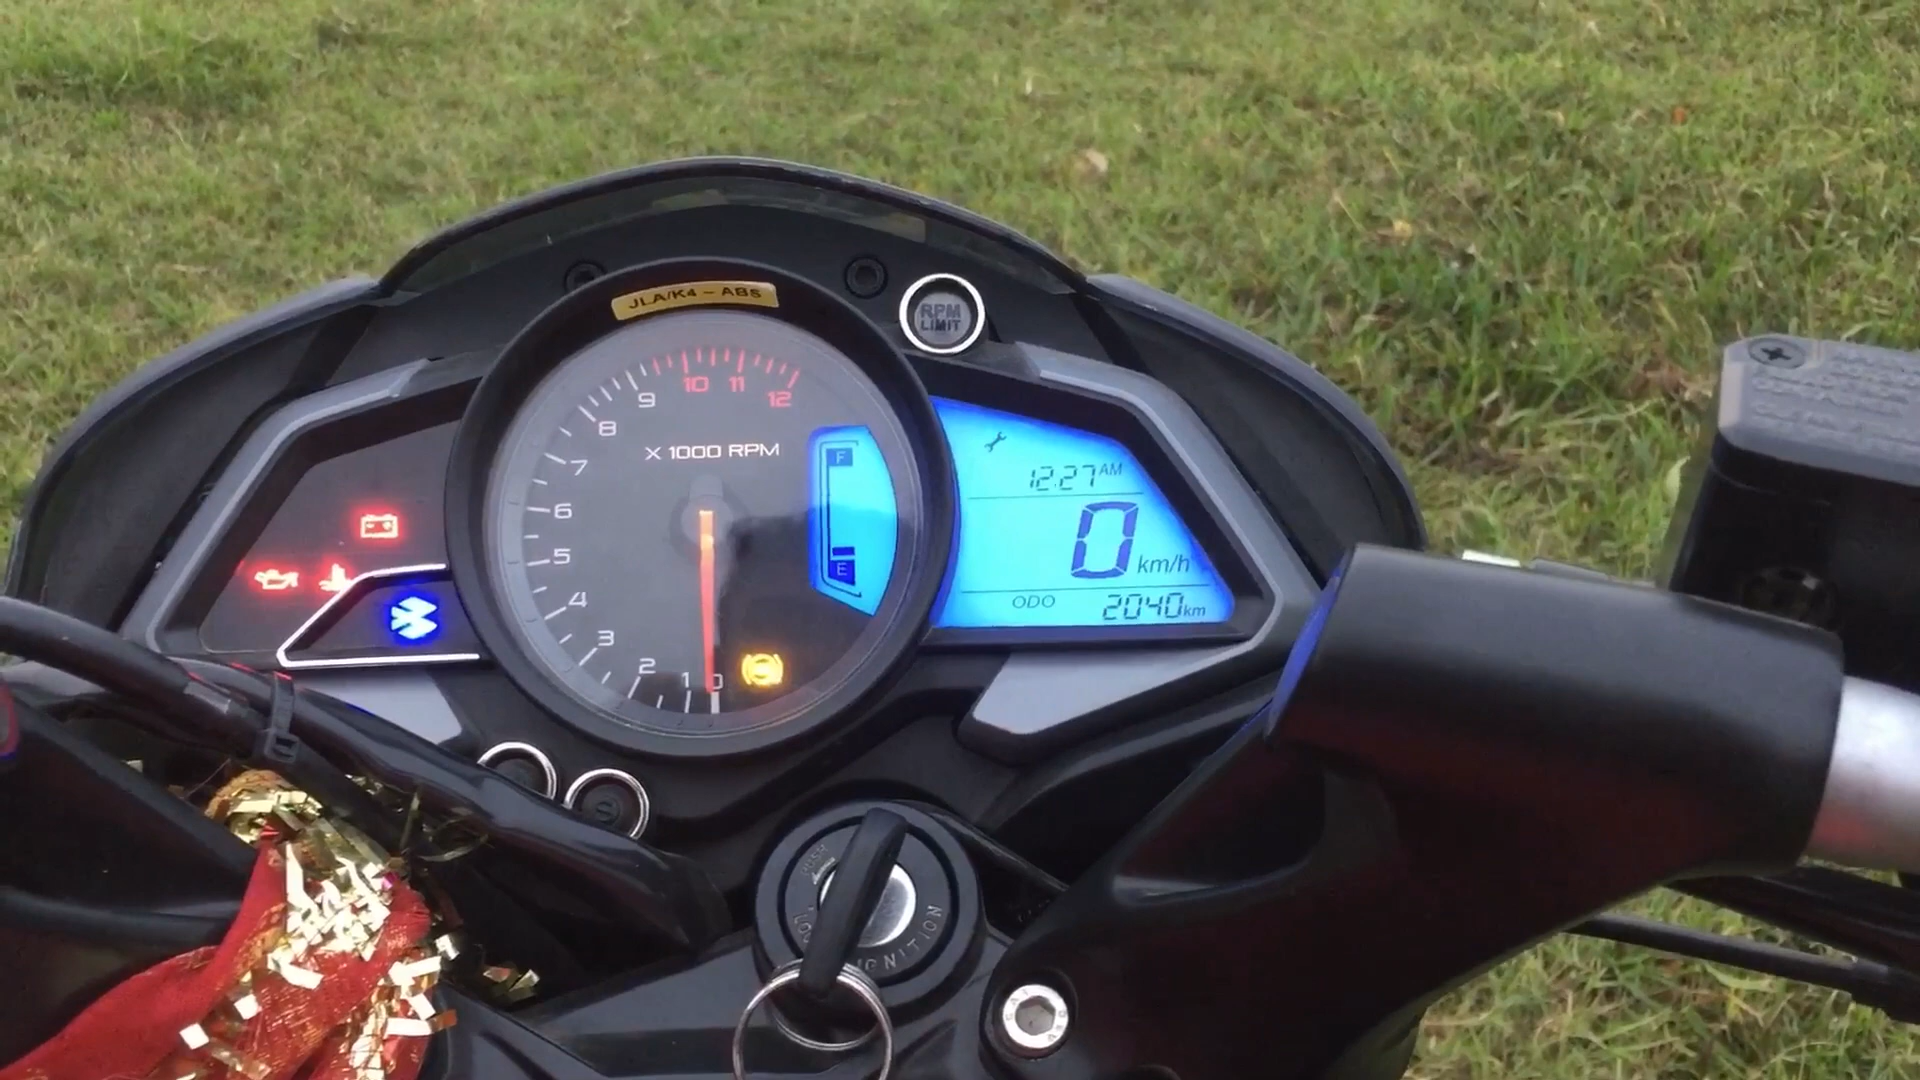 JLA/K4 - ABS
RPM
LIMIT
9 10 11 12
8
X 1000 RPM
7
6
5
4
3
2
1 0
F
E
12:27 AM
0 km/h
ODO 2040 km
S
PUSH
IGNITION